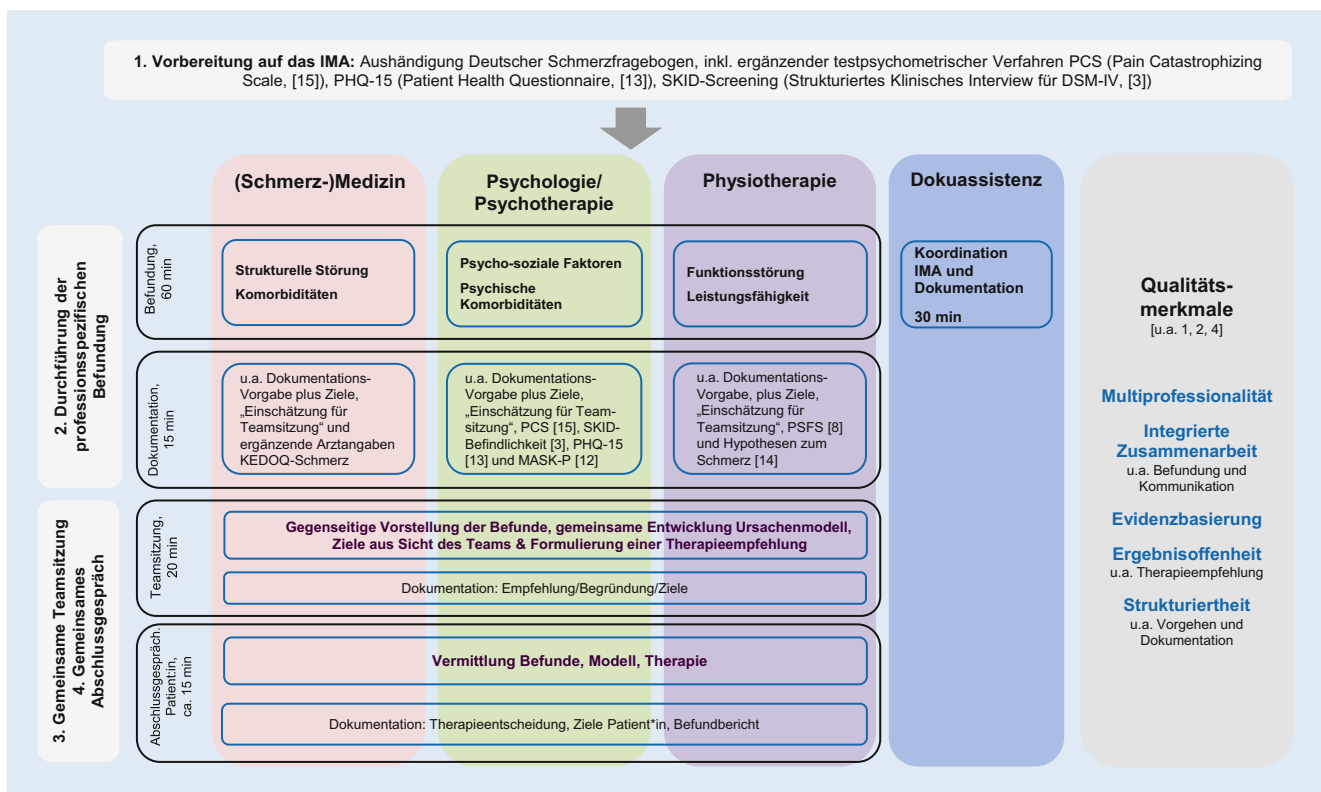 1. Vorbereitung auf das IMA: Aushändigung Deutscher Schmerzfragebogen, inkl. ergänzender testpsychometrischer Verfahren PCS (Pain Catastrophizing
Scale, [15]), PHQ-15 (Patient Health Questionnaire, [13]), SKID-Screening (Strukturiertes Klinisches Interview für DSM-IV, [3])
(Schmerz-)Medizin
Psychologie/
Psychotherapie
Physiotherapie
Dokuassistenz
2. Durchführung der
professionsspezifischen
Befundung
Befundung,
60 min
Strukturelle Störung
Komorbiditäten
Psycho-soziale Faktoren
Psychische
Komorbiditäten
Funktionsstörung
Leistungsfähigkeit
Koordination
IMA und
Dokumentation
30 min
Dokumentation,
15 min
u.a. Dokumentations-
Vorgabe plus Ziele,
„Einschätzung für
Teamsitzung“ und
ergänzende Arztangaben
KEDOQ-Schmerz
u.a. Dokumentations-
Vorgabe plus Ziele,
„Einschätzung für Team-
sitzung“, PCS [15], SKID-
Befindlichkeit [3], PHQ-15
[13] und MASK-P [12]
u.a. Dokumentations-
Vorgabe, plus Ziele,
„Einschätzung für
Teamsitzung“, PSFS [8]
und Hypothesen zum
Schmerz [14]
3. Gemeinsame Teamsitzung
4. Gemeinsames
Abschlussgespräch
Teamsitzung,
20 min
Gegenseitige Vorstellung der Befunde, gemeinsame Entwicklung Ursachenmodell,
Ziele aus Sicht des Teams & Formulierung einer Therapieempfehlung
Dokumentation: Empfehlung/Begründung/Ziele
Abschlussgespräch.
Patient:in,
ca. 15 min
Vermittlung Befunde, Modell, Therapie
Dokumentation: Therapieentscheidung, Ziele Patient*in, Befundbericht
Qualitäts-
merkmale
[u.a. 1, 2, 4]
Multiprofessionalität
Integrierte
Zusammenarbeit
u.a. Befundung und
Kommunikation
Evidenzbasierung
Ergebnisoffenheit
u.a. Therapieempfehlung
Strukturiertheit
u.a. Vorgehen und
Dokumentation